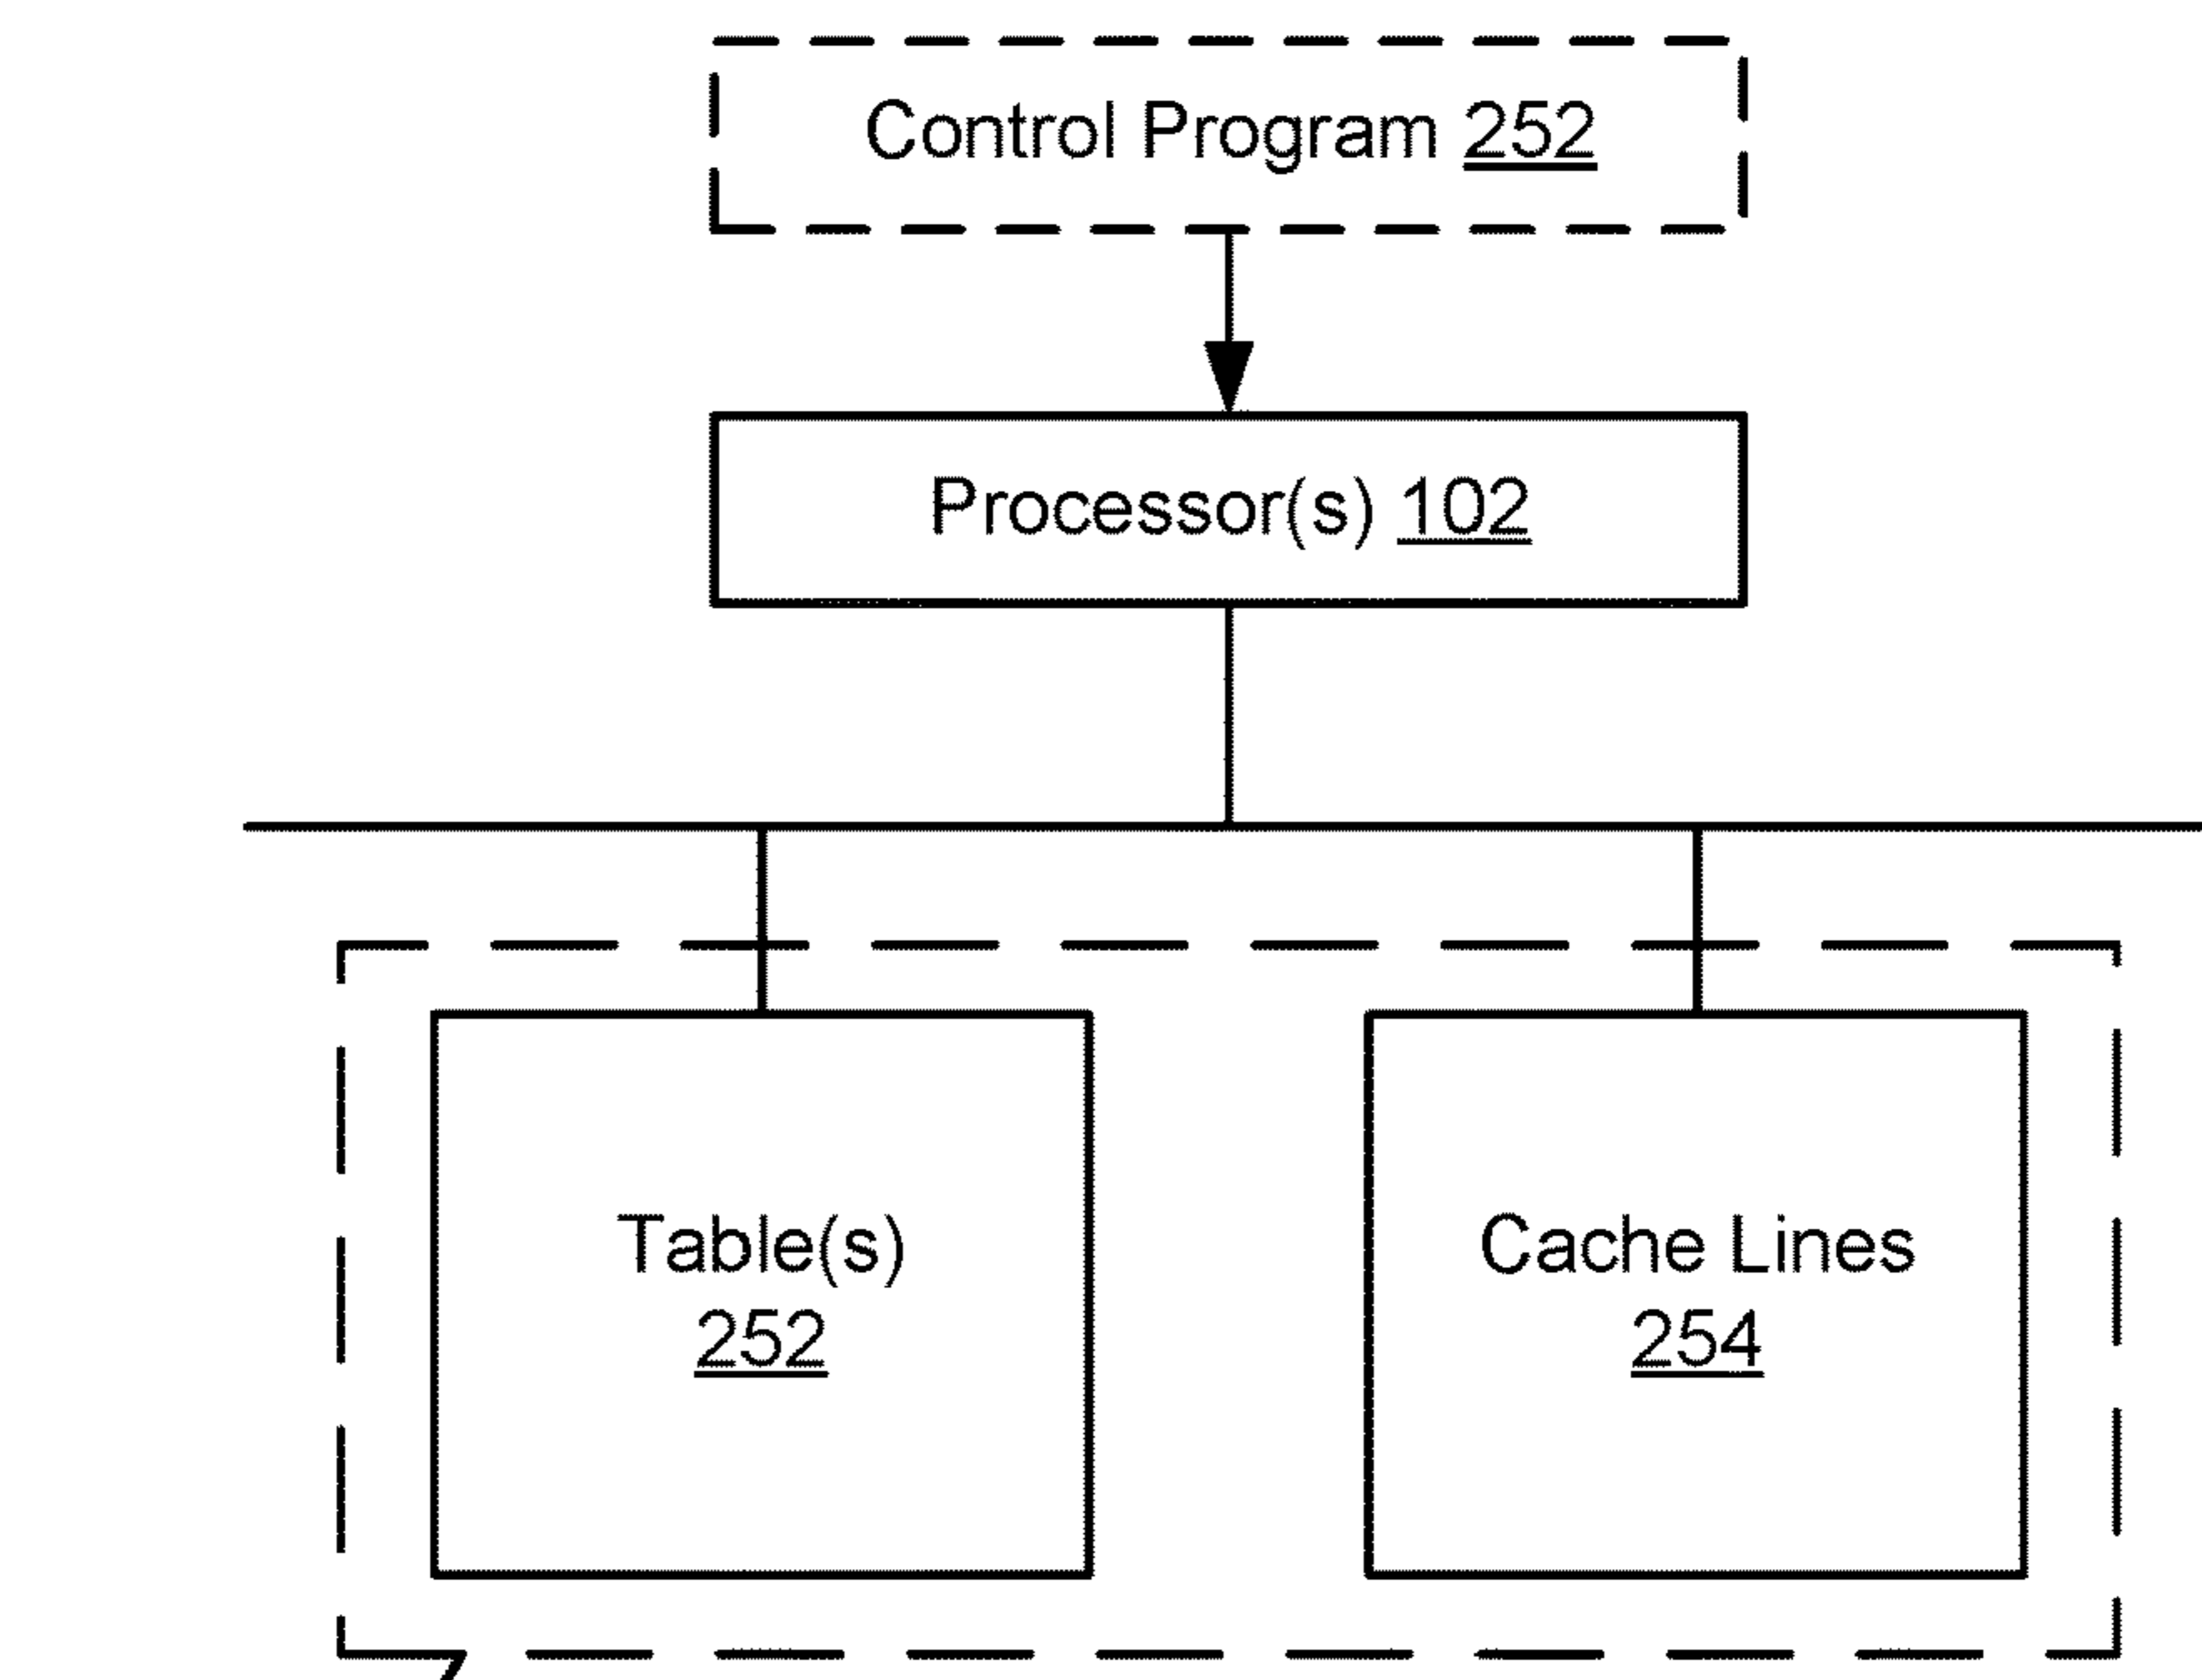 Control Program 252
Processor(s) 102
Table(s)
252
Cache Lines
254